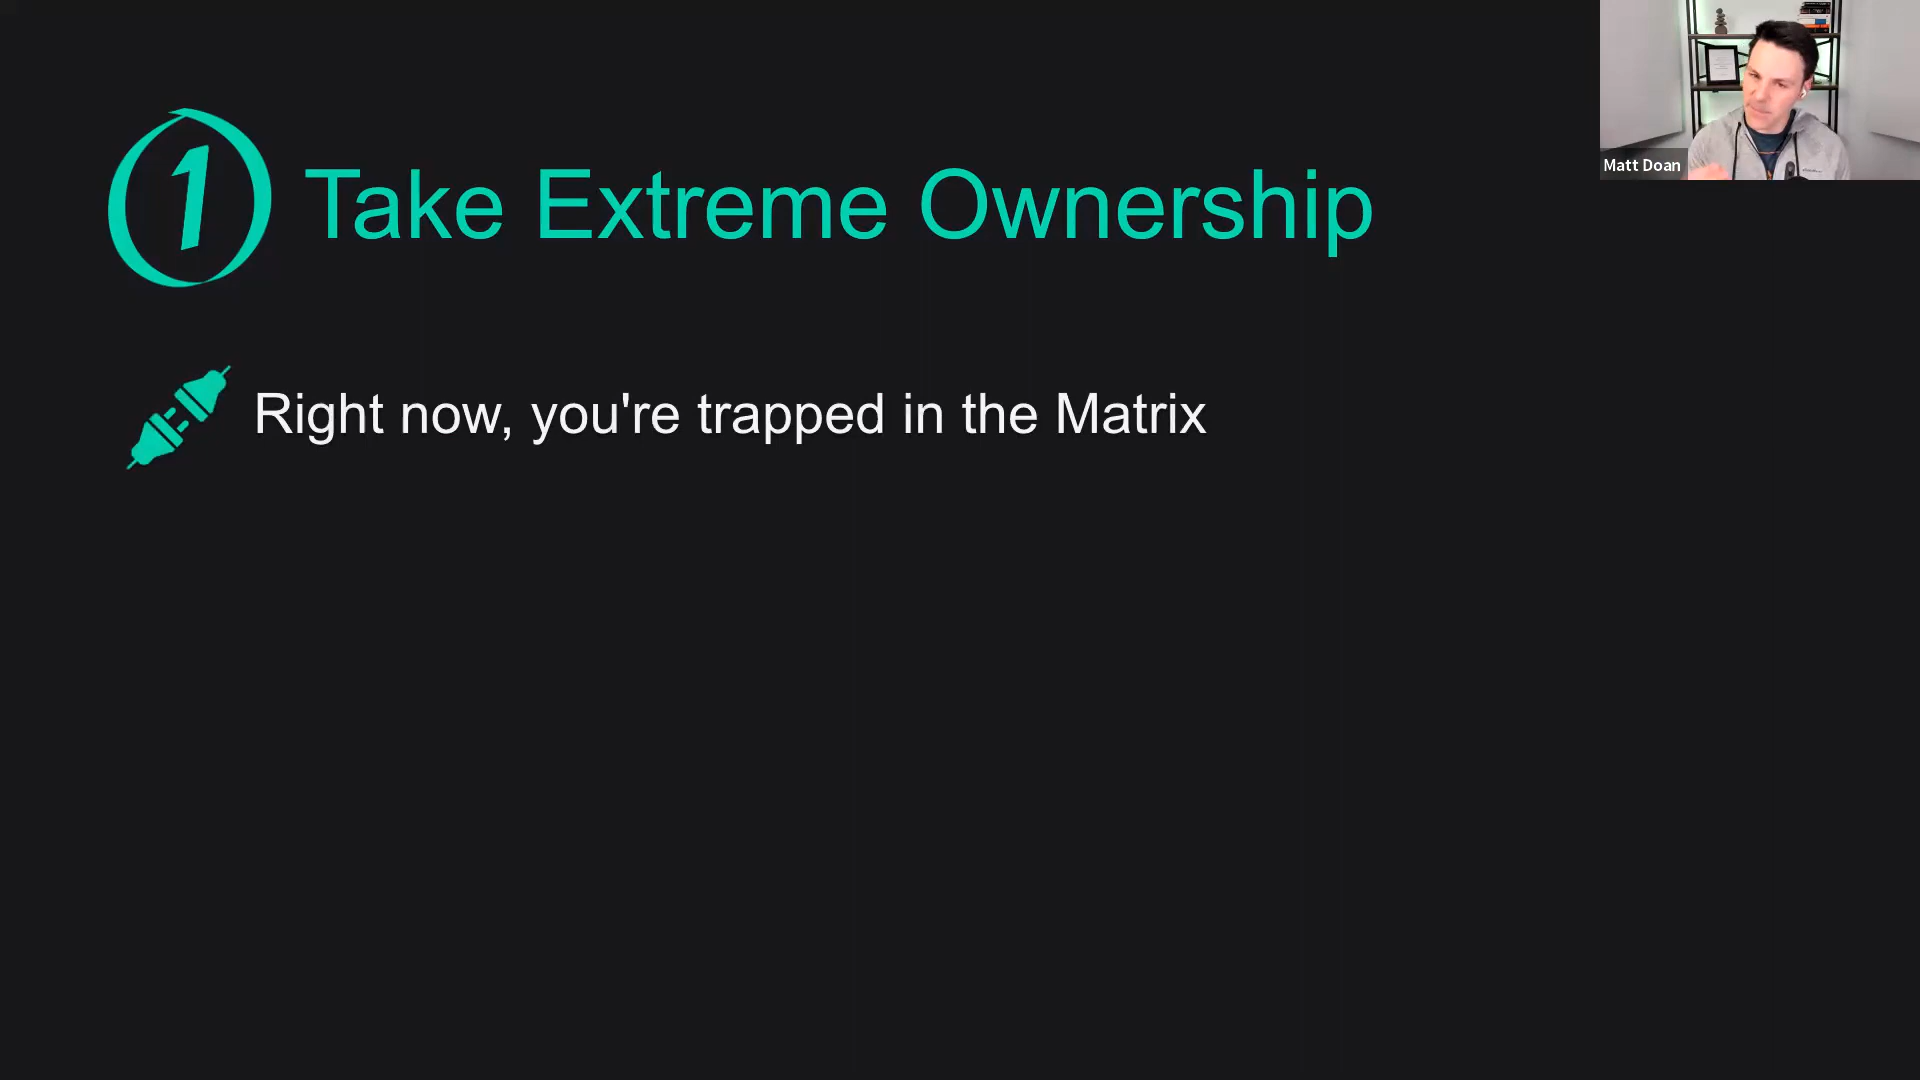 1 Take Extreme Ownership
Right now, you're trapped in the Matrix
Matt Doan